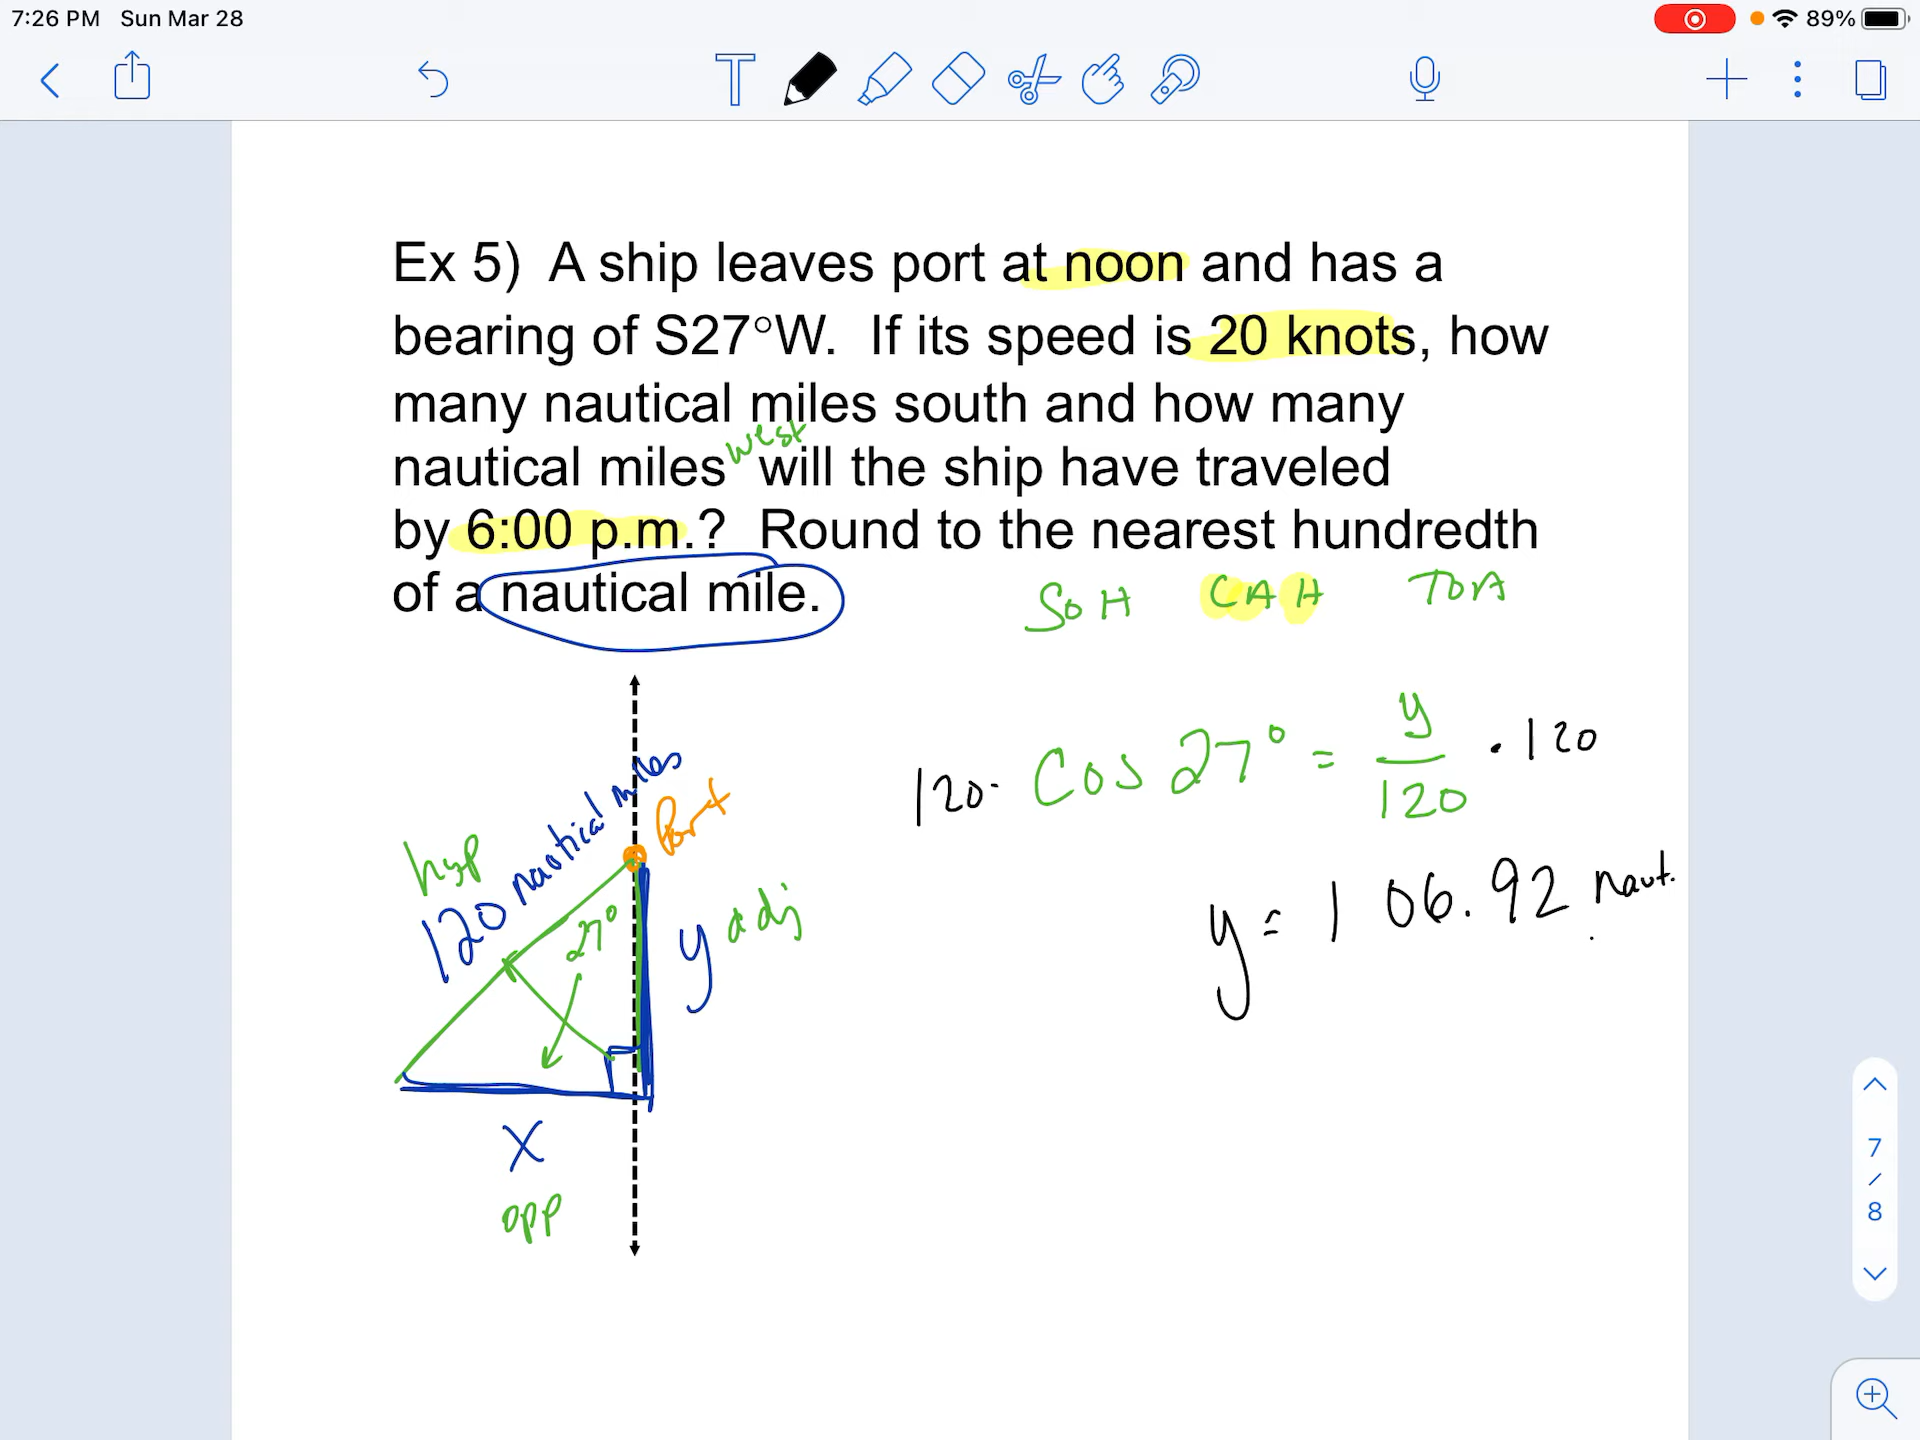 7:26 PM Sun Mar 28
89%
Ex 5) A ship leaves port at noon and has a
bearing of S27°W. If its speed is 20 knots, how
many nautical miles south and how many
west
nautical miles will the ship have traveled
by 6:00 p.m.? Round to the nearest hundredth
of a nautical mile.
SOH CAH TOA
120· Cos 27° = y/120 · 120
y = 106.92 naut.
hyp
120 nautical miles
Port
27°
y adj
x
opp
7
/
8